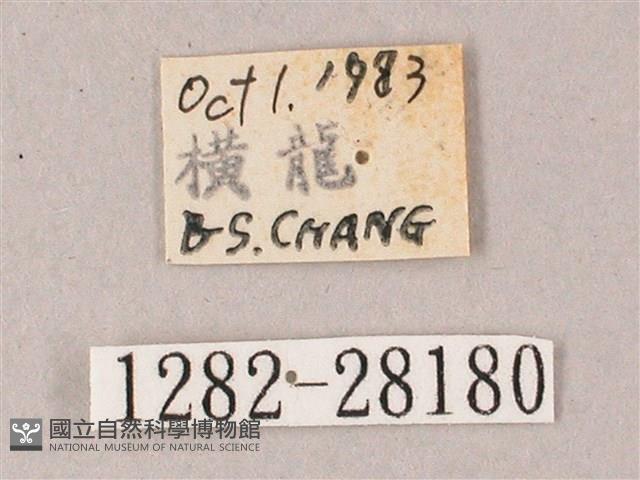 Oct 1. 1983
橫龍
B.S. CHANG
1282-28180
國立自然科學博物館
NATIONAL MUSEUM OF NATURAL SCIENCE